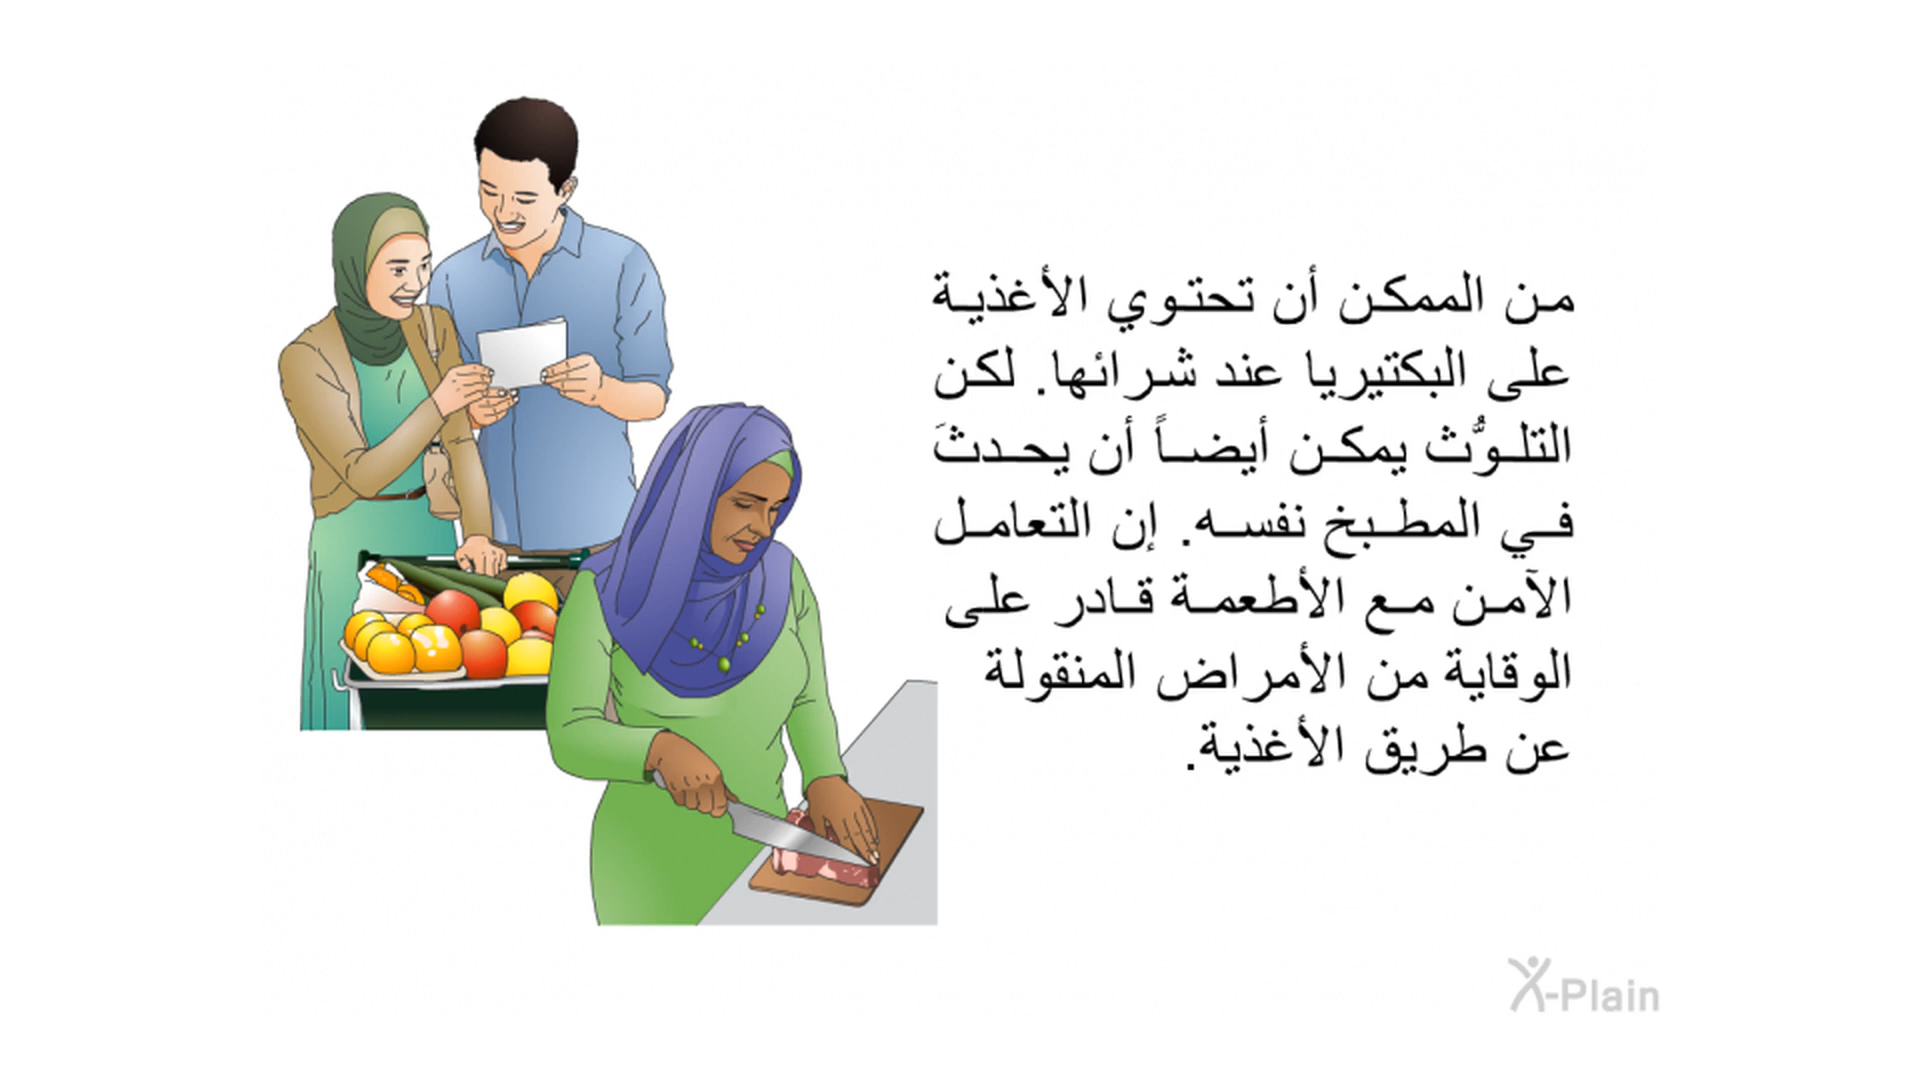 من الممكن أن تحتوي الأغذية
على البكتيريا عند شرائها. لكن
التلوُّث يمكن أيضاً أن يحدثَ
في المطبخ نفسه. إن التعامل
الآمن مع الأطعمة قادر على
الوقاية من الأمراض المنقولة
عن طريق الأغذية.
X-Plain